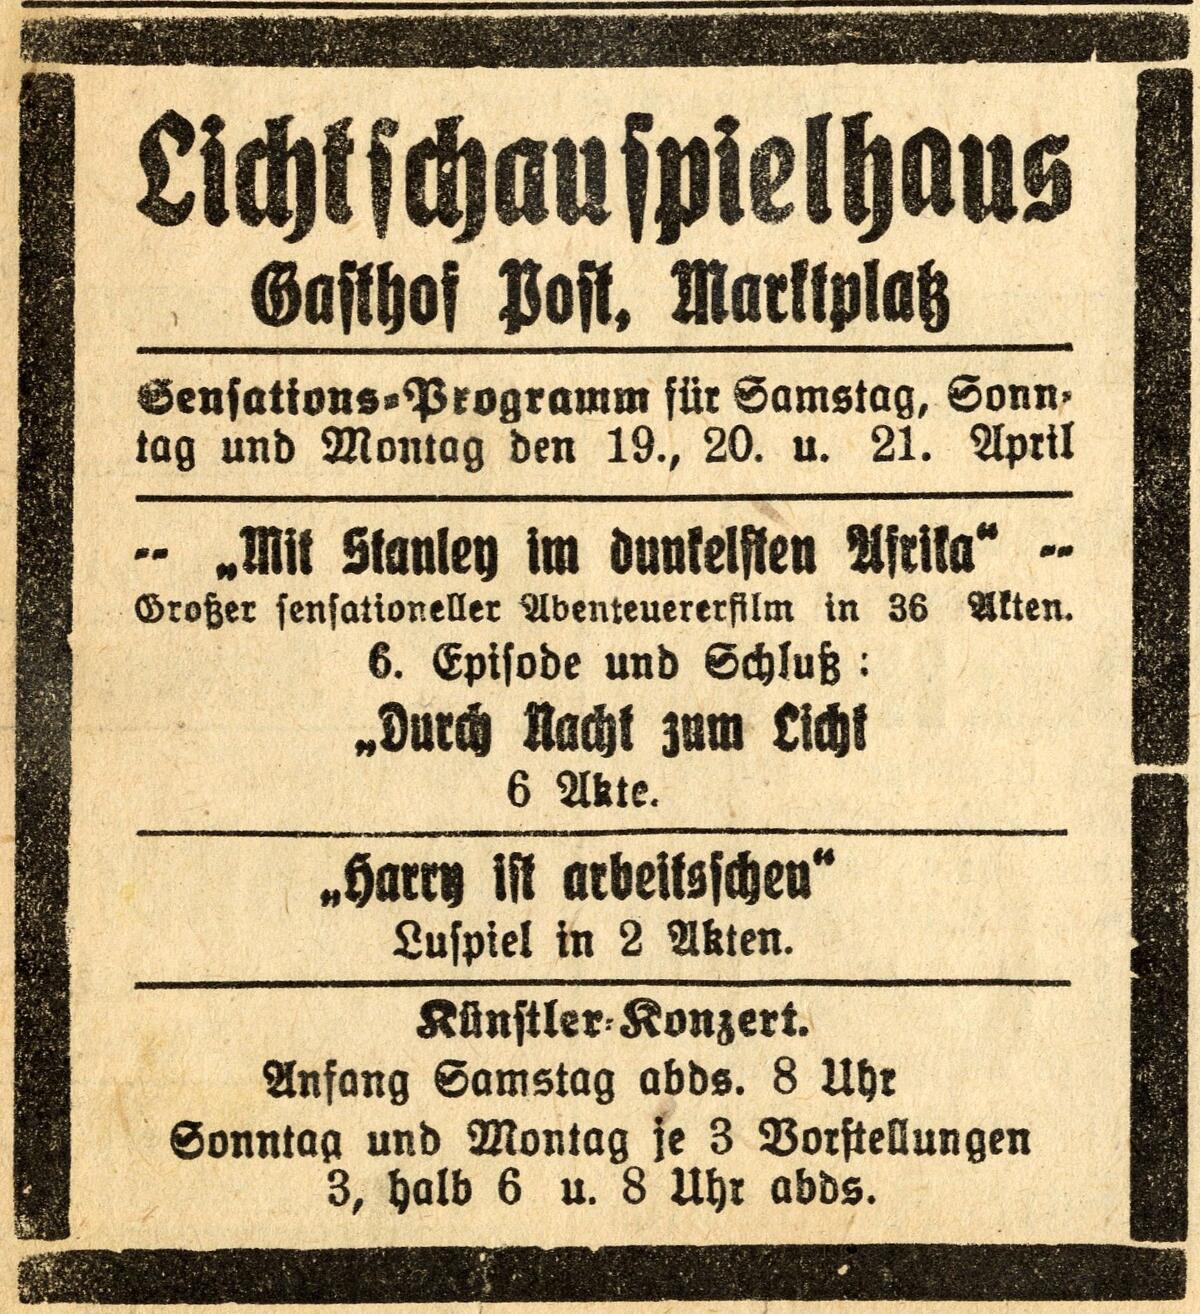 Lichtschauspielhaus
Gasthof Post, Marktplatz
Sensations-Programm für Samstag, Sonn-
tag und Montag den 19., 20. u. 21. April
-- „Mit Stanley im dunkelsten Afrika“ --
Großer sensationeller Abenteuererfilm in 36 Akten.
6. Episode und Schluß :
„Durch Nacht zum Licht
6 Akte.
„Harry ist arbeitsscheu“
Luspiel in 2 Akten.
Künstler-Konzert.
Anfang Samstag abds. 8 Uhr
Sonntag und Montag je 3 Vorstellungen
3, halb 6 u. 8 Uhr abds.